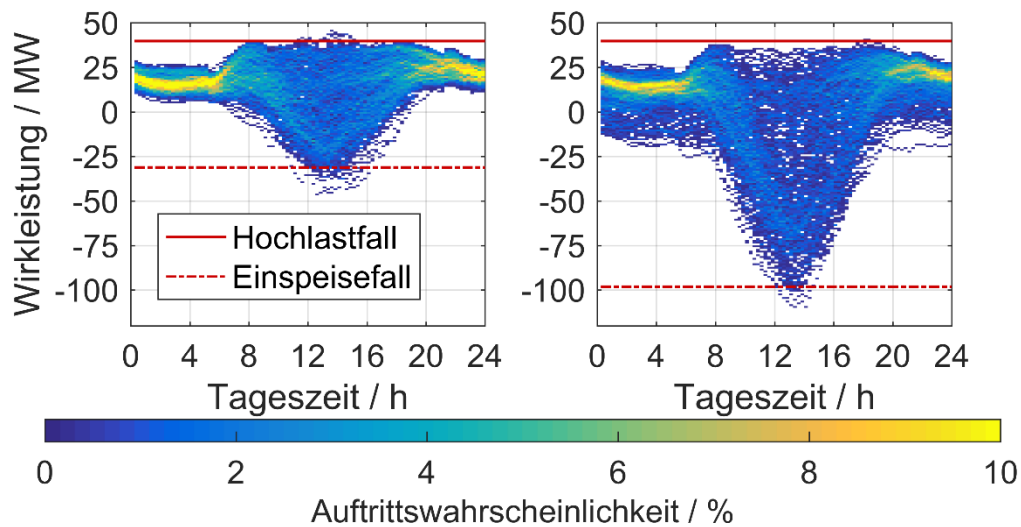 50
25
0
-25
-50
-75
-100
Wirkleistung / MW
Hochlastfall
Einspeisefall
0 4 8 12 16 20 24
Tageszeit / h
50
25
0
-25
-50
-75
-100
0 4 8 12 16 20 24
Tageszeit / h
0 2 4 6 8 10
Auftrittswahrscheinlichkeit / %